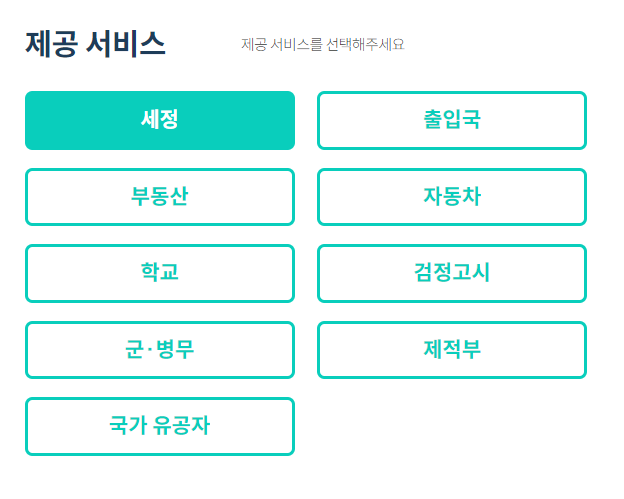 제공 서비스
제공 서비스를 선택해주세요
세정
출입국
부동산
자동차
학교
검정고시
군·병무
제적부
국가 유공자